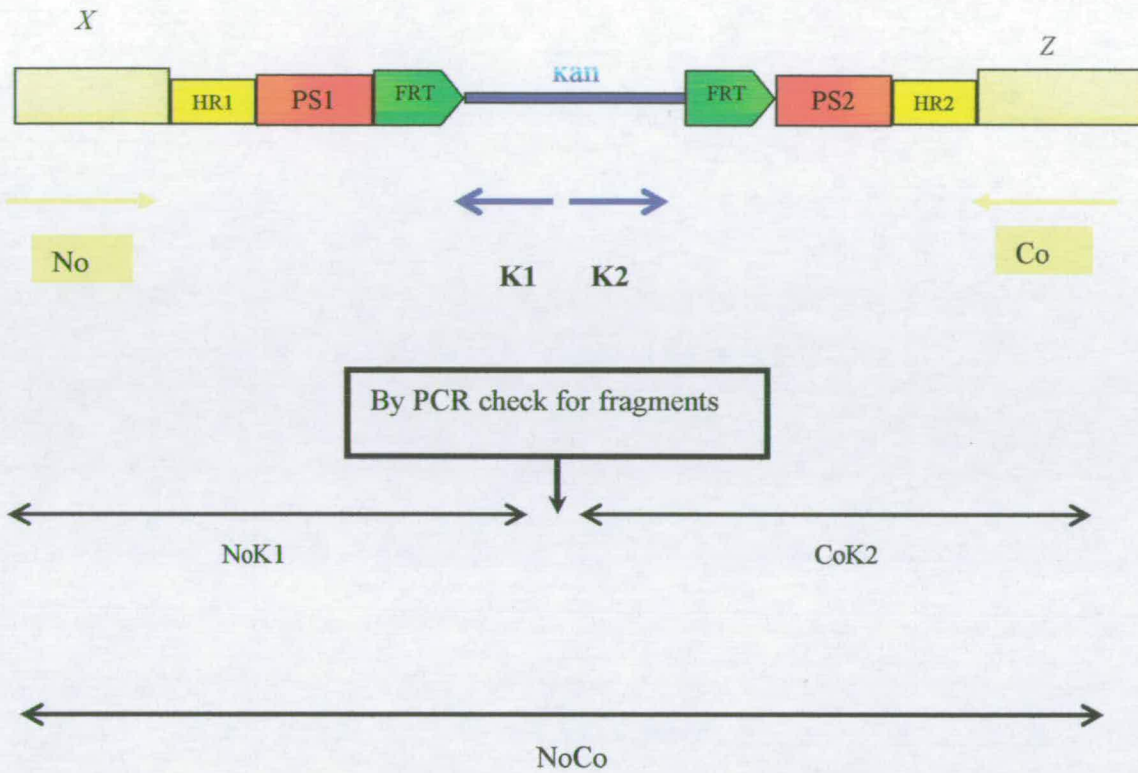 X
Z
kan
HR1 PS1 FRT FRT PS2 HR2
No
Co
K1 K2
By PCR check for fragments
NoK1
CoK2
NoCo